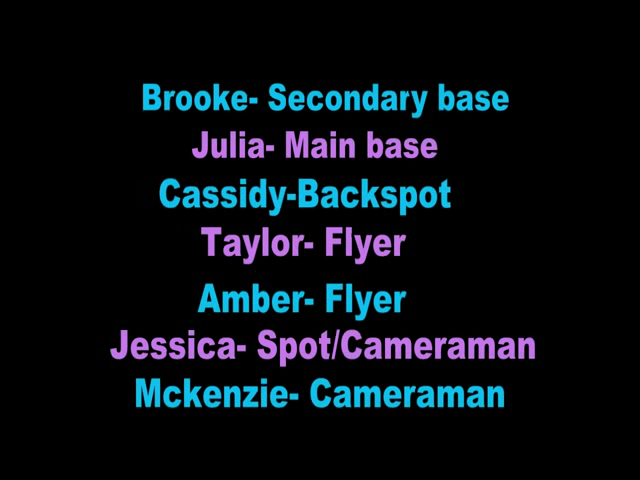 Brooke- Secondary base
Julia- Main base
Cassidy-Backspot
Taylor- Flyer
Amber- Flyer
Jessica- Spot/Cameraman
Mckenzie- Cameraman